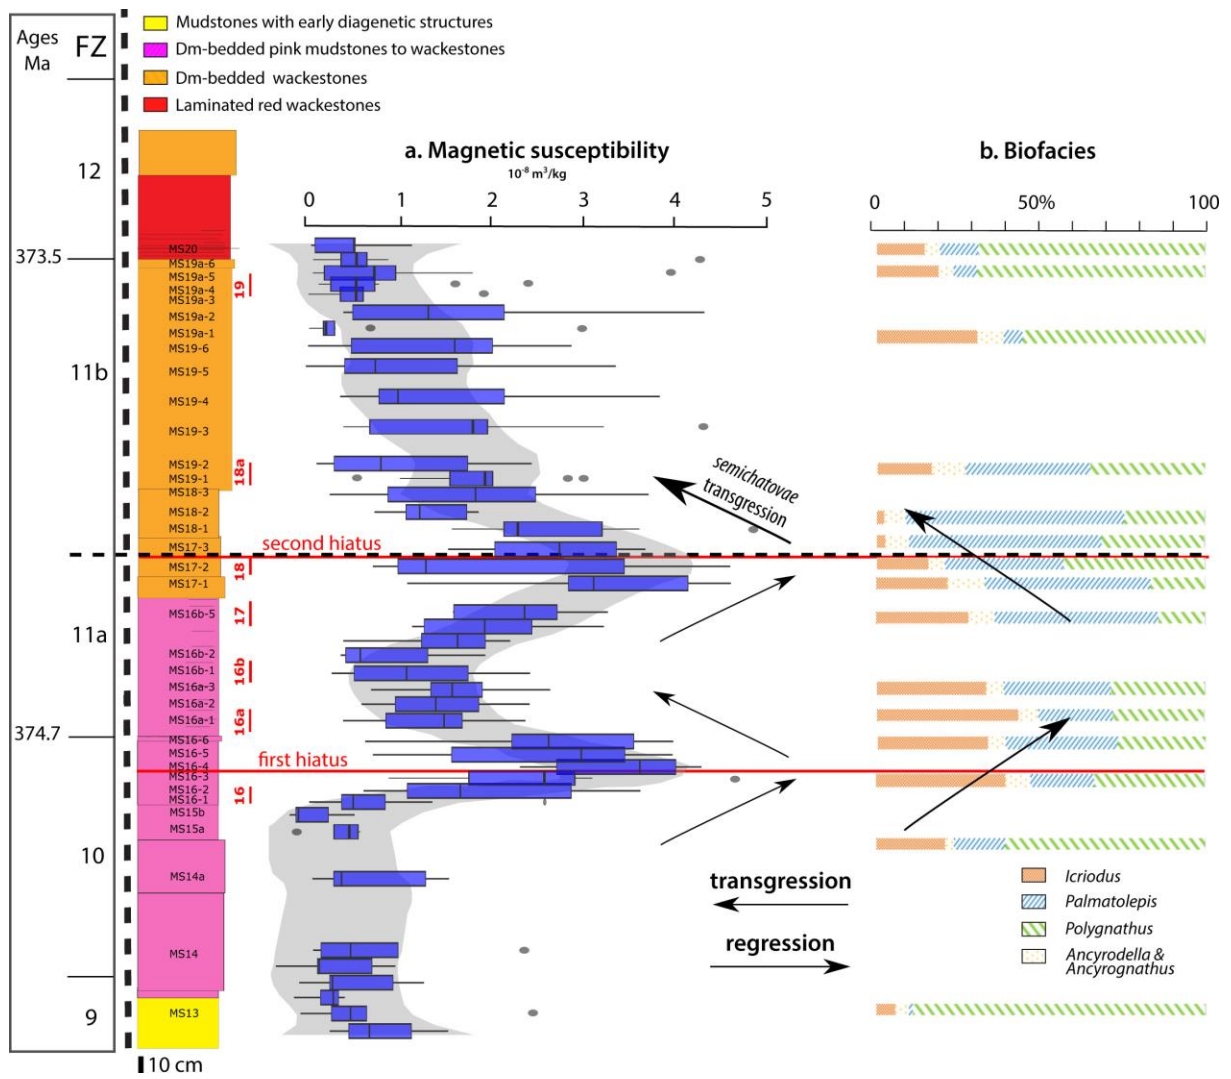 Ages
Ma
FZ
Mudstones with early diagenetic structures
Dm-bedded pink mudstones to wackestones
Dm-bedded wackestones
Laminated red wackestones
a. Magnetic susceptibility
10⁻⁸ m³/kg
0 1 2 3 4 5
b. Biofacies
0 50% 100
12
373.5
11b
11a
374.7
10
9
MS20
MS19a-6
MS19a-5
MS19a-4
MS19a-3
MS19a-2
MS19a-1
MS19-6
MS19-5
MS19-4
MS19-3
MS19-2
MS19-1
MS18-3
MS18-2
MS18-1
MS17-3
MS17-2
MS17-1
MS16b-5
MS16b-2
MS16b-1
MS16a-3
MS16a-2
MS16a-1
MS16-6
MS16-5
MS16-4
MS16-3
MS16-2
MS16-1
MS15b
MS15a
MS14a
MS14
MS13
19
18a
18
17
16b
16a
16
semichatovae
transgression
second hiatus
first hiatus
transgression
regression
Icriodus
Palmatolepis
Polygnathus
Ancyrodella &
Ancyrognathus
10 cm